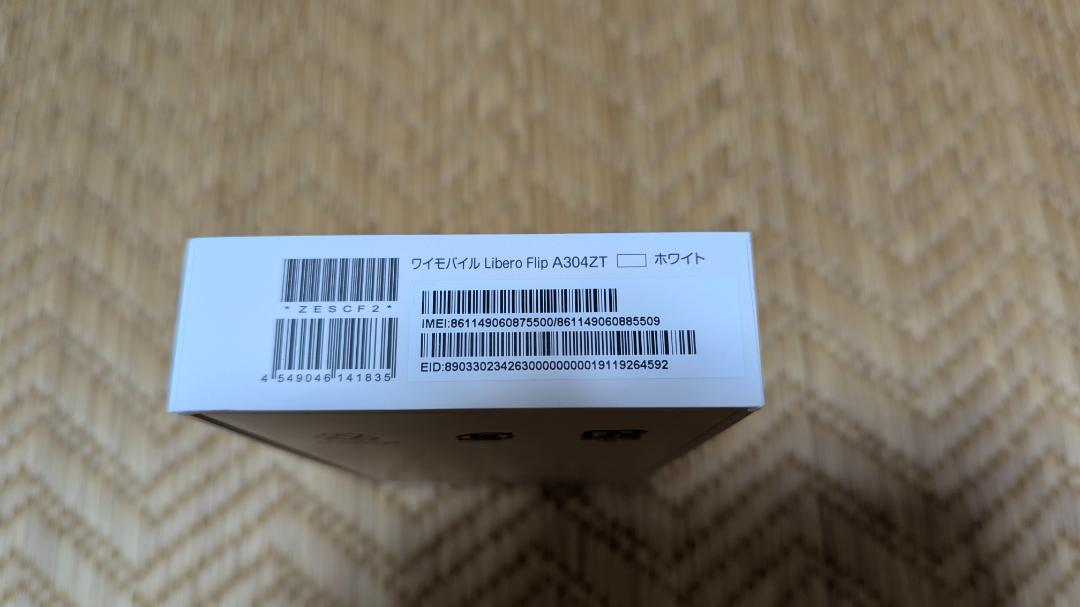 ワイモバイル Libero Flip A304ZT ホワイト
*ZESCF2*
4 549046 141835
IMEI:861149060875500/861149060885509
EID:89033023426300000000019119264592